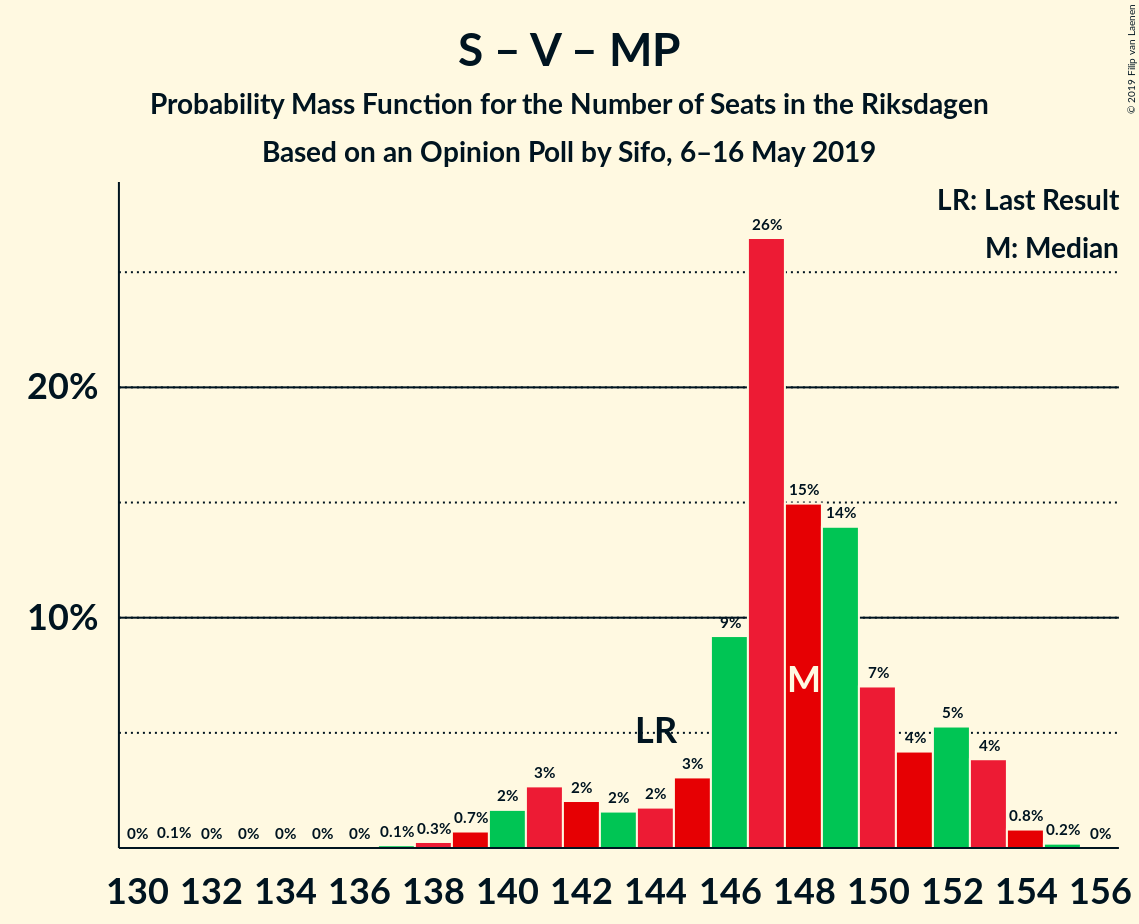 S – V – MP
Probability Mass Function for the Number of Seats in the Riksdagen
Based on an Opinion Poll by Sifo, 6–16 May 2019
© 2019 Filip van Laenen
LR: Last Result
M: Median
20%
10%
0% 0.1% 0% 0% 0% 0% 0% 0.1% 0.3% 0.7% 2% 3% 2% 2% 2% 3% 9% 26% 15% 14% 7% 4% 5% 4% 0.8% 0.2% 0%
LR
M
130 132 134 136 138 140 142 144 146 148 150 152 154 156